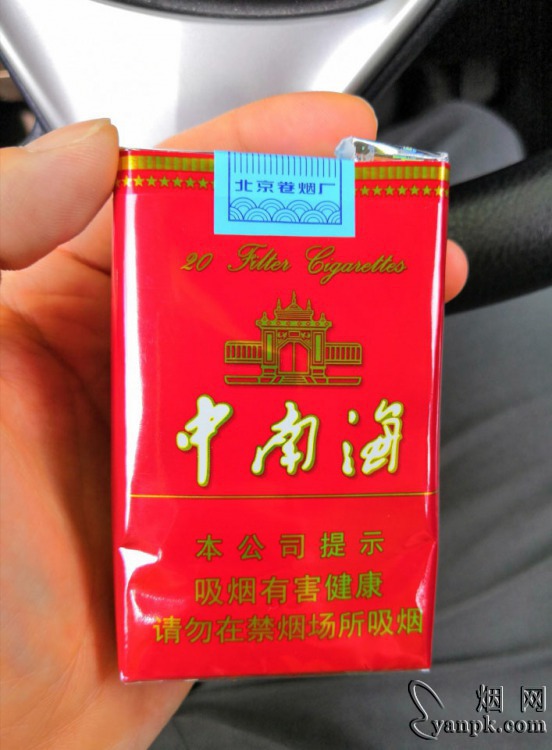 北京卷烟厂
20 Filter Cigarettes
中南海
本公司提示
吸烟有害健康
请勿在禁烟场所吸烟
烟网
yanpk.com